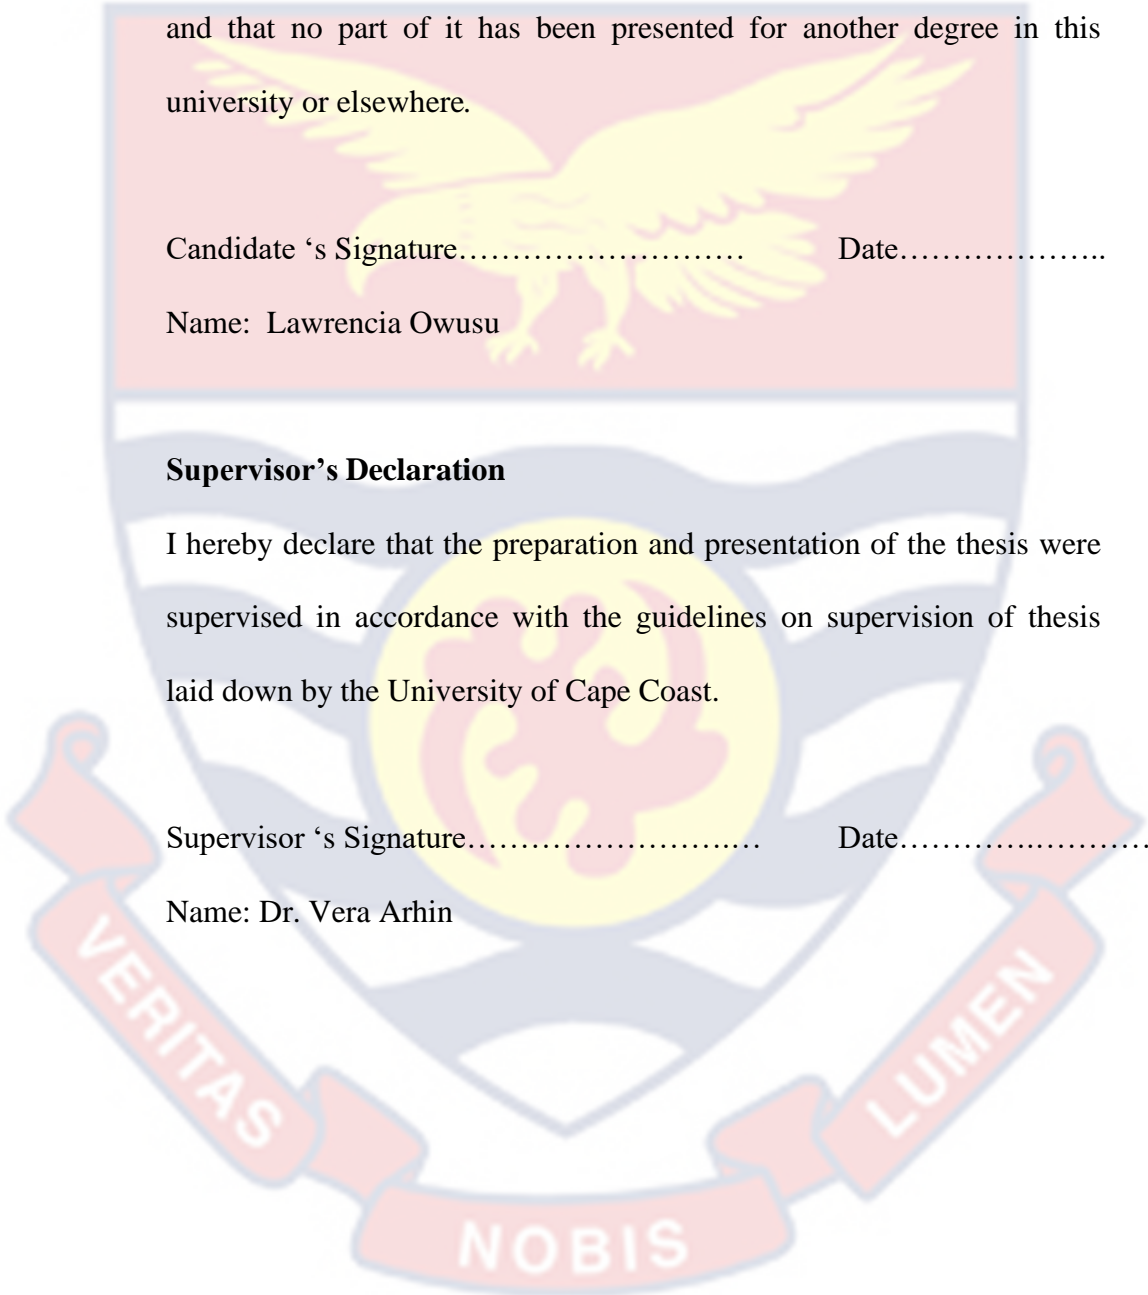 and that no part of it has been presented for another degree in this
university or elsewhere.
Candidate ‘s Signature……………………… Date………………..
Name: Lawrencia Owusu
Supervisor’s Declaration
I hereby declare that the preparation and presentation of the thesis were
supervised in accordance with the guidelines on supervision of thesis
laid down by the University of Cape Coast.
Supervisor ‘s Signature…………………….… Date………….…………
Name: Dr. Vera Arhin
VERITAS
NOBIS
LUMEN